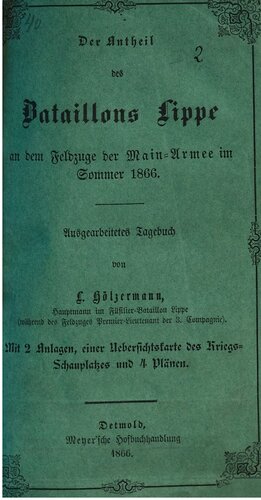 2
Der Antheil
des
Bataillons Lippe
an dem Feldzuge der Main-Armee im
Sommer 1866.
Ausgearbeitetes Tagebuch
von
L. Hölzermann,
Hauptmann im Füsilier-Bataillon Lippe
(während des Feldzuges Premier-Lieutenant der 3. Compagnie).
Mit 2 Anlagen, einer Uebersichtskarte des Kriegs-
Schauplatzes und 4 Plänen.
Detmold,
Meyer'sche Hofbuchhandlung
1866.